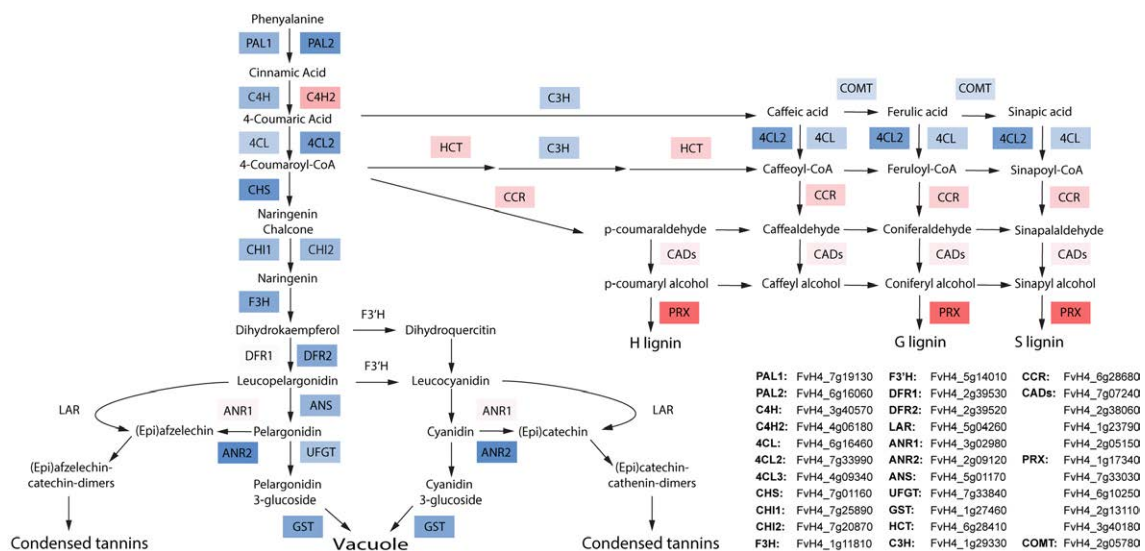 Phenyalanine
PAL1 PAL2
Cinnamic Acid
C4H C4H2 C3H COMT COMT
4-Coumaric Acid Caffeic acid Ferulic acid Sinapic acid
4CL 4CL2 4CL2 4CL 4CL2 4CL 4CL2 4CL
4-Coumaroyl-CoA HCT C3H HCT Caffeoyl-CoA Feruloyl-CoA Sinapoyl-CoA
CHS CCR CCR CCR CCR
Naringenin
Chalcone p-coumaraldehyde Caffealdehyde Coniferaldehyde Sinapalaldehyde
CHI1 CHI2 CADs CADs CADs CADs
Naringenin p-coumaryl alcohol Caffeyl alcohol Coniferyl alcohol Sinapyl alcohol
F3H PRX PRX PRX
F3'H
Dihydrokaempferol Dihydroquercitin H lignin G lignin S lignin
DFR1 DFR2 F3'H
Leucopelargonidin Leucocyanidin
LAR ANR1 ANS ANR1 LAR
(Epi)afzelechin Pelargonidin Cyanidin (Epi)catechin
ANR2 UFGT ANR2
(Epi)afzelechin-
catechin-dimers
Pelargonidin
3-glucoside
Cyanidin
3-glucoside
(Epi)catechin-
cathenin-dimers
GST GST
Condensed tannins Vacuole Condensed tannins
PAL1: FvH4_7g19130 F3'H: FvH4_5g14010 CCR: FvH4_6g28680
PAL2: FvH4_6g16060 DFR1: FvH4_2g39530 CADs: FvH4_7g07240
C4H: FvH4_3g40570 DFR2: FvH4_2g39520 FvH4_2g38060
C4H2: FvH4_4g06180 LAR: FvH4_5g04260 FvH4_1g23790
4CL: FvH4_6g16460 ANR1: FvH4_3g02980 FvH4_2g05150
4CL2: FvH4_7g33990 ANR2: FvH4_2g09120 PRX: FvH4_1g17340
4CL3: FvH4_4g09340 ANS: FvH4_5g01170 FvH4_7g33030
CHS: FvH4_7g01160 UFGT: FvH4_7g33840 FvH4_6g10250
CHI1: FvH4_7g25890 GST: FvH4_1g27460 FvH4_2g13110
CHI2: FvH4_7g20870 HCT: FvH4_6g28410 FvH4_3g40180
F3H: FvH4_1g11810 C3H: FvH4_1g29330 COMT: FvH4_2g05780